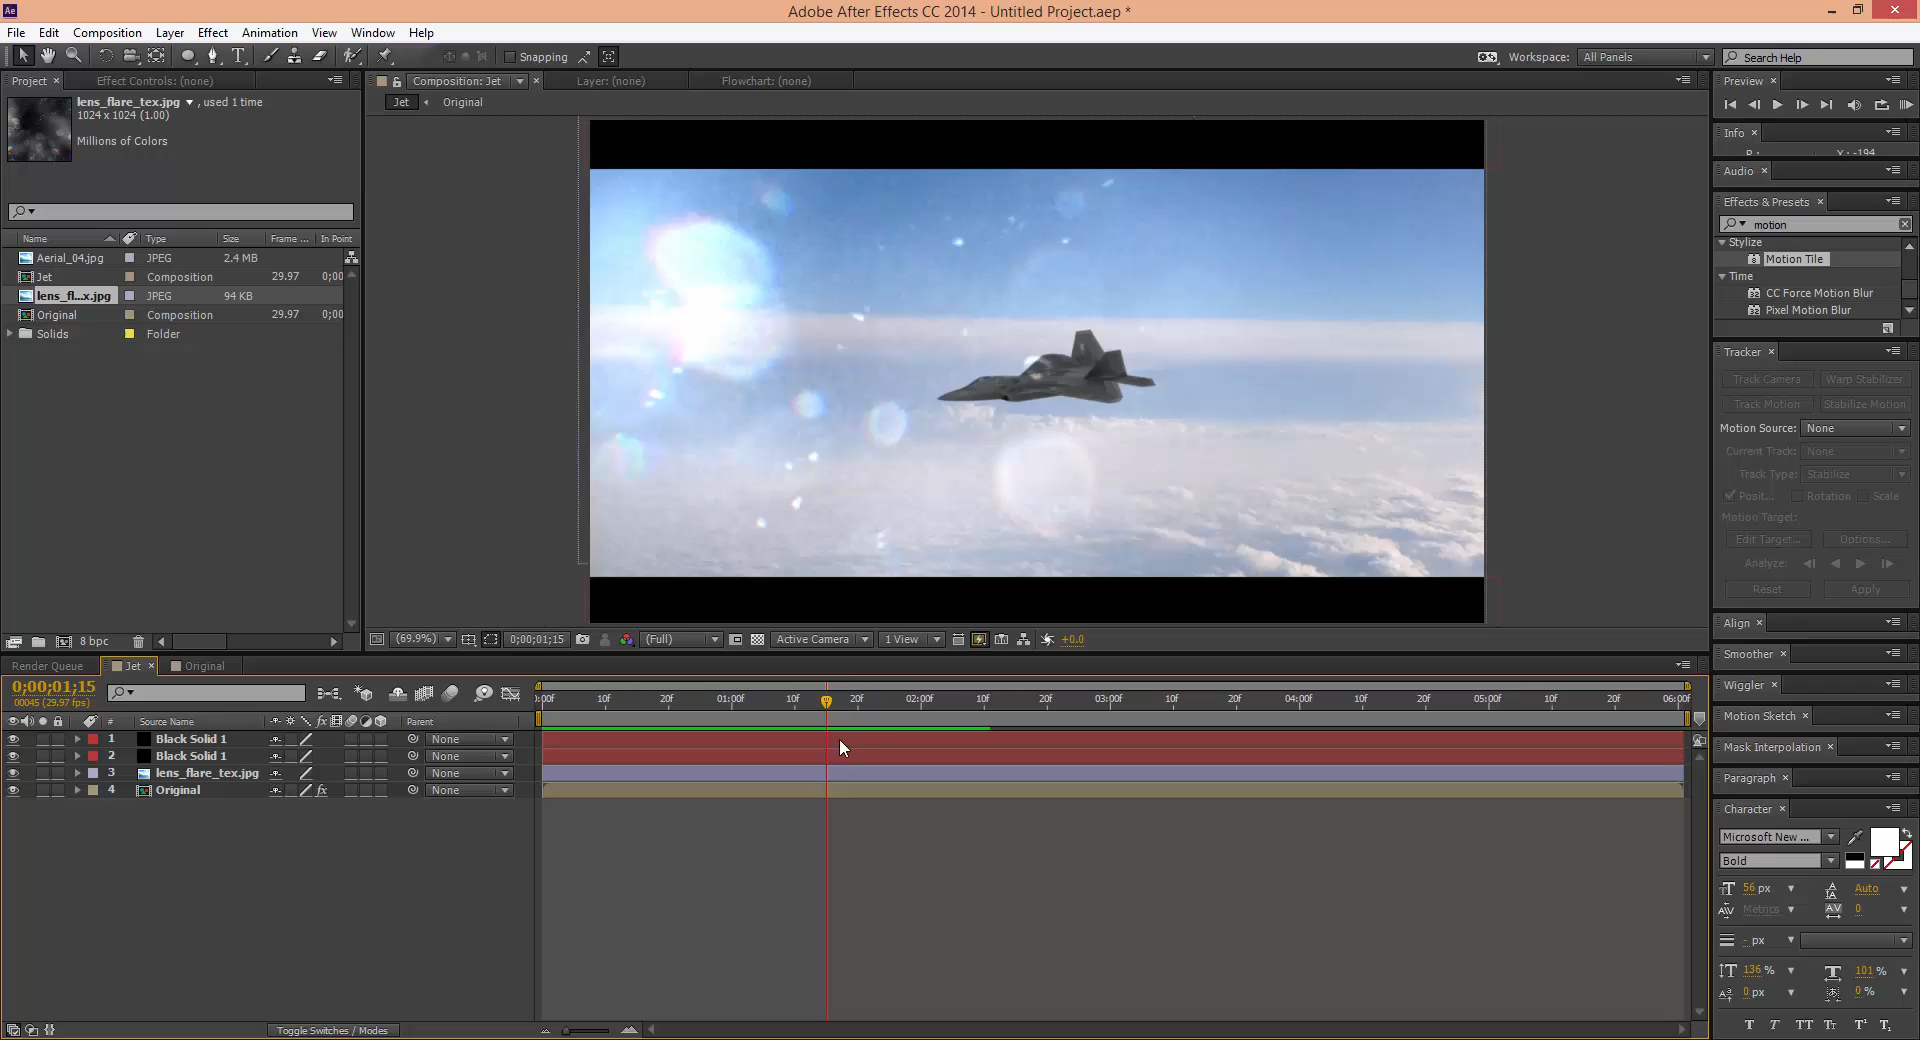 Ae
Adobe After Effects CC 2014 - Untitled Project.aep *
File Edit Composition Layer Effect Animation View Window Help
Snapping
Workspace: All Panels
Search Help
Project
Effect Controls: (none)
lens_flare_tex.jpg ▼ , used 1 time
1024 x 1024 (1.00)
Millions of Colors
Name Type Size Frame ... In Point
Aerial_04.jpg JPEG 2.4 MB
Jet Composition 29.97 0;00
lens_fl...x.jpg JPEG 94 KB
Original Composition 29.97 0;00
Solids Folder
8 bpc
Composition: Jet
Layer: (none)
Flowchart: (none)
Jet Original
(69.9%) 0;00;01;15 (Full) Active Camera 1 View +0.0
Preview
Info
Y : -194
Audio
Effects & Presets
motion
Stylize
Motion Tile
Time
CC Force Motion Blur
Pixel Motion Blur
Tracker
Track Camera Warp Stabilizer
Track Motion Stabilize Motion
Motion Source: None
Current Track: None
Track Type: Stabilize
Posit... Rotation Scale
Motion Target:
Edit Target... Options...
Analyze:
Reset Apply
Align
Smoother
Wiggler
Motion Sketch
Mask Interpolation
Paragraph
Character
Microsoft New ...
Bold
56 px Auto
Metrics 0
- px
136 % 101 %
0 px 0 %
T T TT Tt T¹ T₁
Render Queue Jet Original
0;00;01;15
00045 (29.97 fps)
# Source Name fx Parent
1 Black Solid 1 None
2 Black Solid 1 None
3 lens_flare_tex.jpg None
4 Original fx None
0:00f 10f 20f 01:00f 10f 20f 02:00f 10f 20f 03:00f 10f 20f 04:00f 10f 20f 05:00f 10f 20f 06:00f
Toggle Switches / Modes